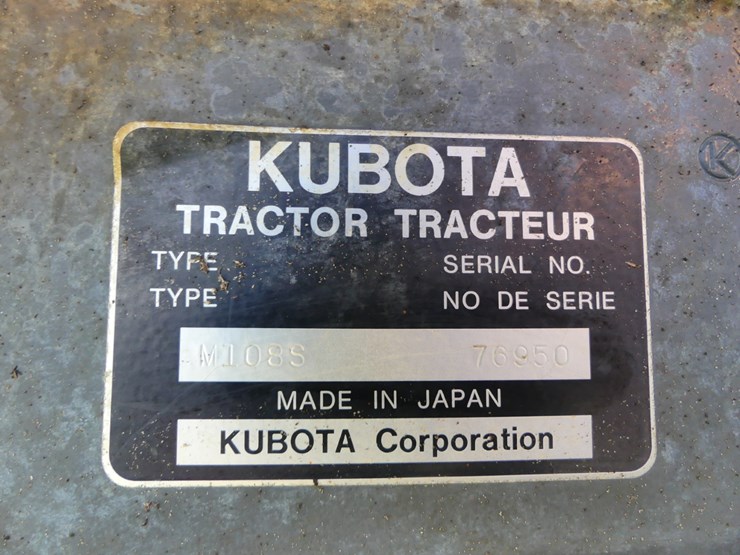 KUBOTA
TRACTOR TRACTEUR
TYPE SERIAL NO.
TYPE NO DE SERIE
M108S 76950
MADE IN JAPAN
KUBOTA Corporation
K